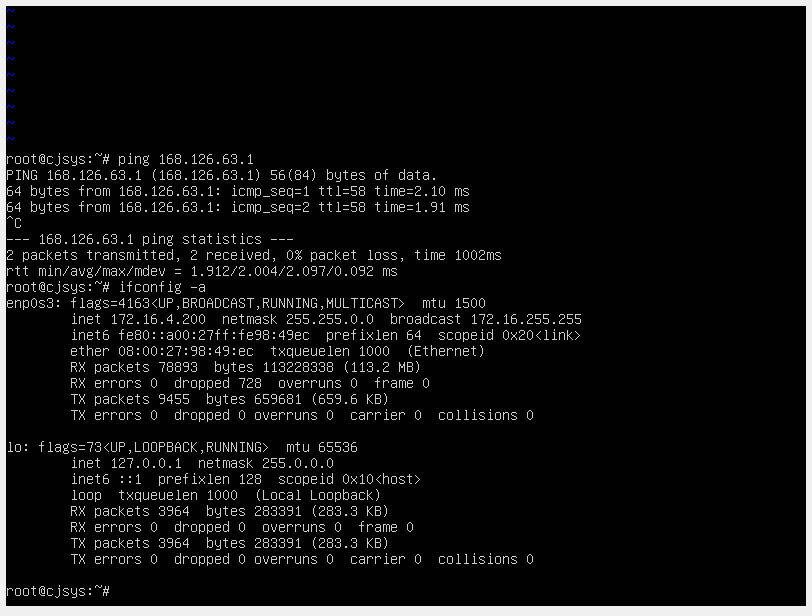 ~
~
~
~
~
~
~
~
~
root@cjsys:~# ping 168.126.63.1
PING 168.126.63.1 (168.126.63.1) 56(84) bytes of data.
64 bytes from 168.126.63.1: icmp_seq=1 ttl=58 time=2.10 ms
64 bytes from 168.126.63.1: icmp_seq=2 ttl=58 time=1.91 ms
^C
--- 168.126.63.1 ping statistics ---
2 packets transmitted, 2 received, 0% packet loss, time 1002ms
rtt min/avg/max/mdev = 1.912/2.004/2.097/0.092 ms
root@cjsys:~# ifconfig -a
enp0s3: flags=4163<UP,BROADCAST,RUNNING,MULTICAST>  mtu 1500
        inet 172.16.4.200  netmask 255.255.0.0  broadcast 172.16.255.255
        inet6 fe80::a00:27ff:fe98:49ec  prefixlen 64  scopeid 0x20<link>
        ether 08:00:27:98:49:ec  txqueuelen 1000  (Ethernet)
        RX packets 78893  bytes 113228338 (113.2 MB)
        RX errors 0  dropped 728  overruns 0  frame 0
        TX packets 9455  bytes 659681 (659.6 KB)
        TX errors 0  dropped 0 overruns 0  carrier 0  collisions 0

lo: flags=73<UP,LOOPBACK,RUNNING>  mtu 65536
        inet 127.0.0.1  netmask 255.0.0.0
        inet6 ::1  prefixlen 128  scopeid 0x10<host>
        loop  txqueuelen 1000  (Local Loopback)
        RX packets 3964  bytes 283391 (283.3 KB)
        RX errors 0  dropped 0  overruns 0  frame 0
        TX packets 3964  bytes 283391 (283.3 KB)
        TX errors 0  dropped 0 overruns 0  carrier 0  collisions 0

root@cjsys:~#